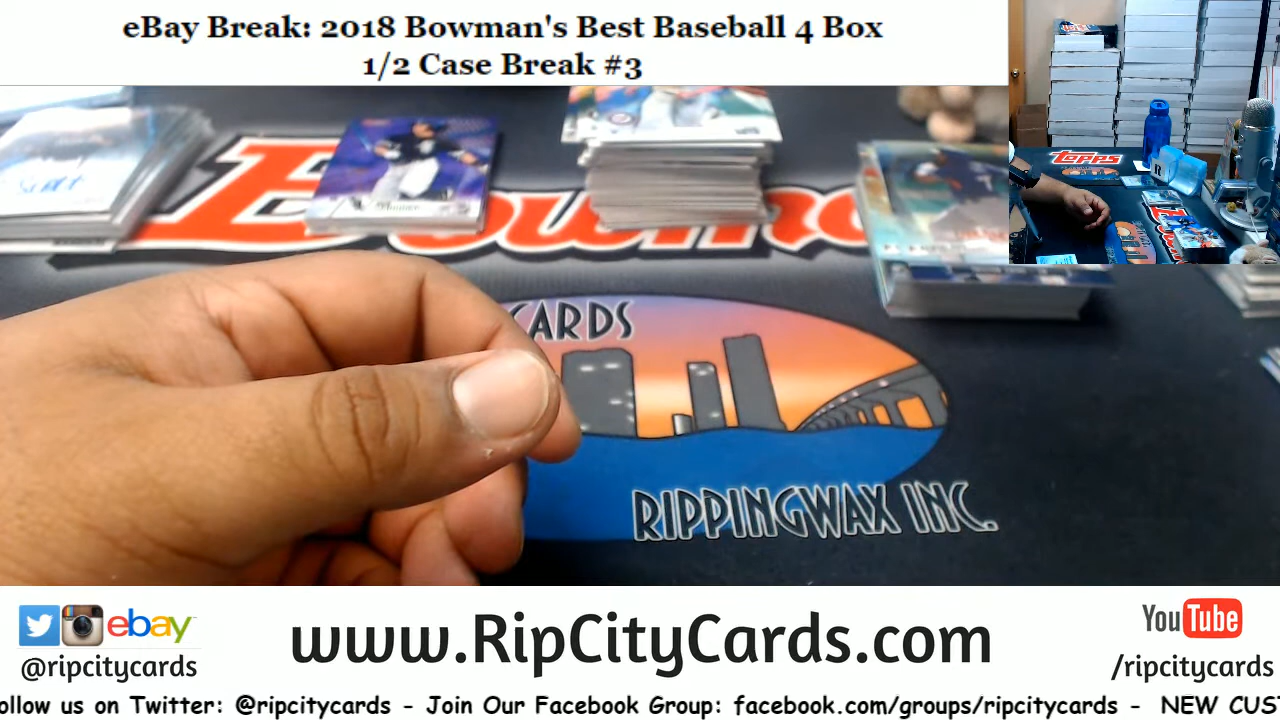 eBay Break: 2018 Bowman's Best Baseball 4 Box
1/2 Case Break #3
topps
Bowma
CARDS
RIPPINGWAX INC.
ebay
@ripcitycards
www.RipCityCards.com
YouTube
/ripcitycards
ollow us on Twitter: @ripcitycards - Join Our Facebook Group: facebook.com/groups/ripcitycards - NEW CUS